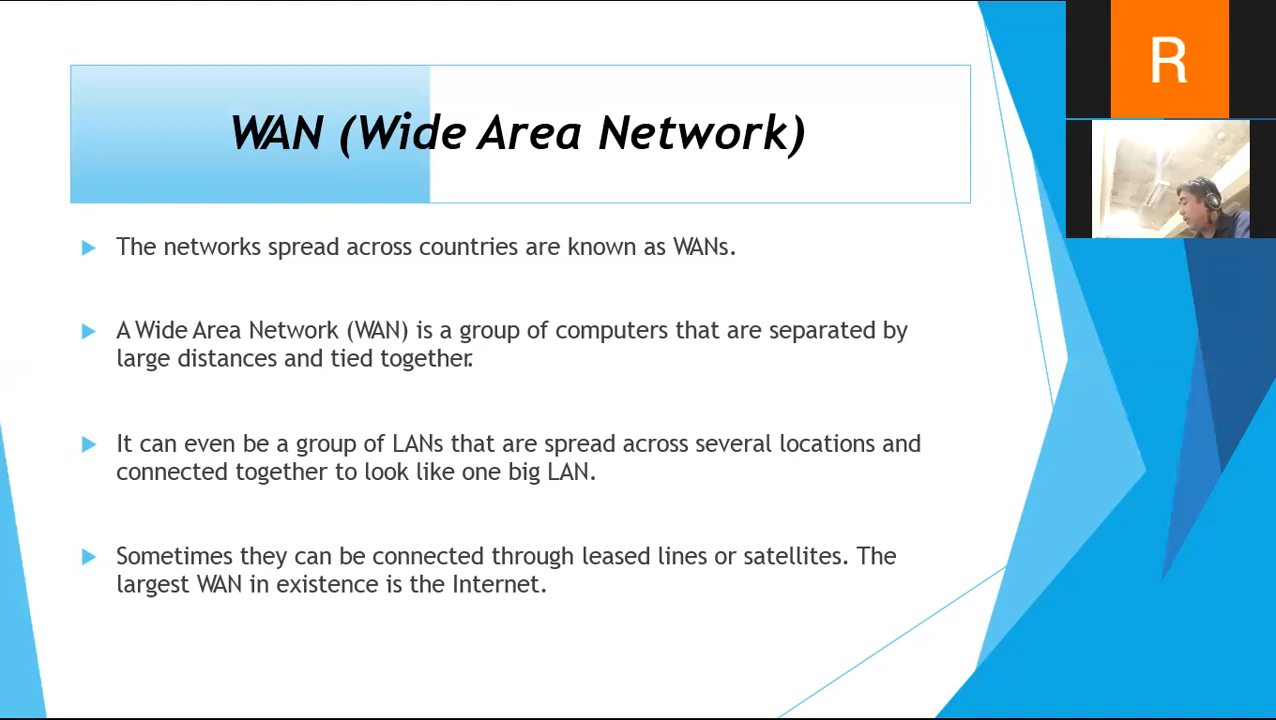 WAN (Wide Area Network)
R
The networks spread across countries are known as WANs.
A Wide Area Network (WAN) is a group of computers that are separated by
large distances and tied together.
It can even be a group of LANs that are spread across several locations and
connected together to look like one big LAN.
Sometimes they can be connected through leased lines or satellites. The
largest WAN in existence is the Internet.